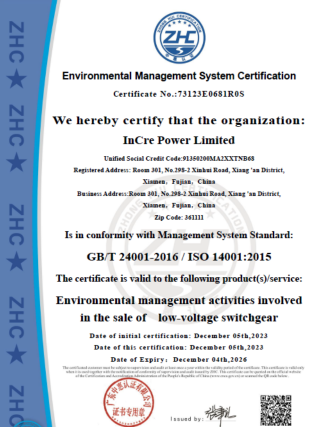 ZHC
Environmental Management System Certification
Certificate No.:73123E0681R0S
We hereby certify that the organization:
InCre Power Limited
Unified Social Credit Code:91350200MA2XXTNB68
Registered Address: Room 301, No.298-2 Xinhui Road, Xiang 'an District,
Xiamen, Fujian, China
Business Address:Room 301, No.298-2 Xinhui Road, Xiang 'an District,
Xiamen, Fujian, China
Zip Code: 361111
Is in conformity with Management System Standard:
GB/T 24001-2016 / ISO 14001:2015
The certificate is valid to the following product(s)/service:
Environmental management activities involved
in the sale of low-voltage switchgear
Date of initial certification: December 05th,2023
Date of this certification: December 05th,2023
Date of Expiry: December 04th,2026
Issued by:
证书专用章
ZHC
ZHC
ZHC
ZHC
ZHC